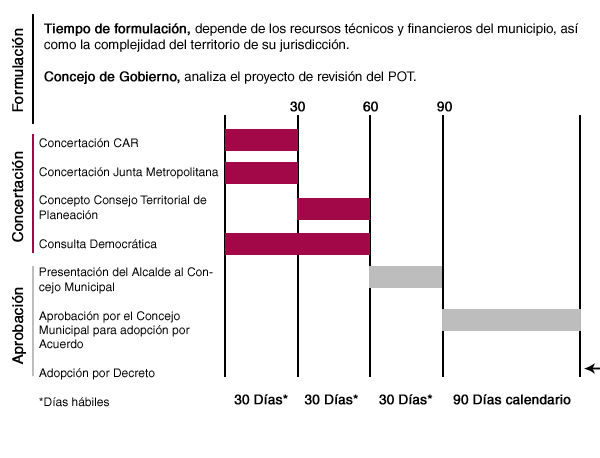 Formulación
Tiempo de formulación, depende de los recursos técnicos y financieros del municipio, así
como la complejidad del territorio de su jurisdicción.
Concejo de Gobierno, analiza el proyecto de revisión del POT.
30 60 90
Concertación
Concertación CAR
Concertación Junta Metropolitana
Concepto Consejo Territorial de
Planeación
Consulta Democrática
Aprobación
Presentación del Alcalde al Con-
cejo Municipal
Aprobación por el Concejo
Municipal para adopción por
Acuerdo
Adopción por Decreto
*Días hábiles
30 Días* 30 Días* 30 Días* 90 Días calendario